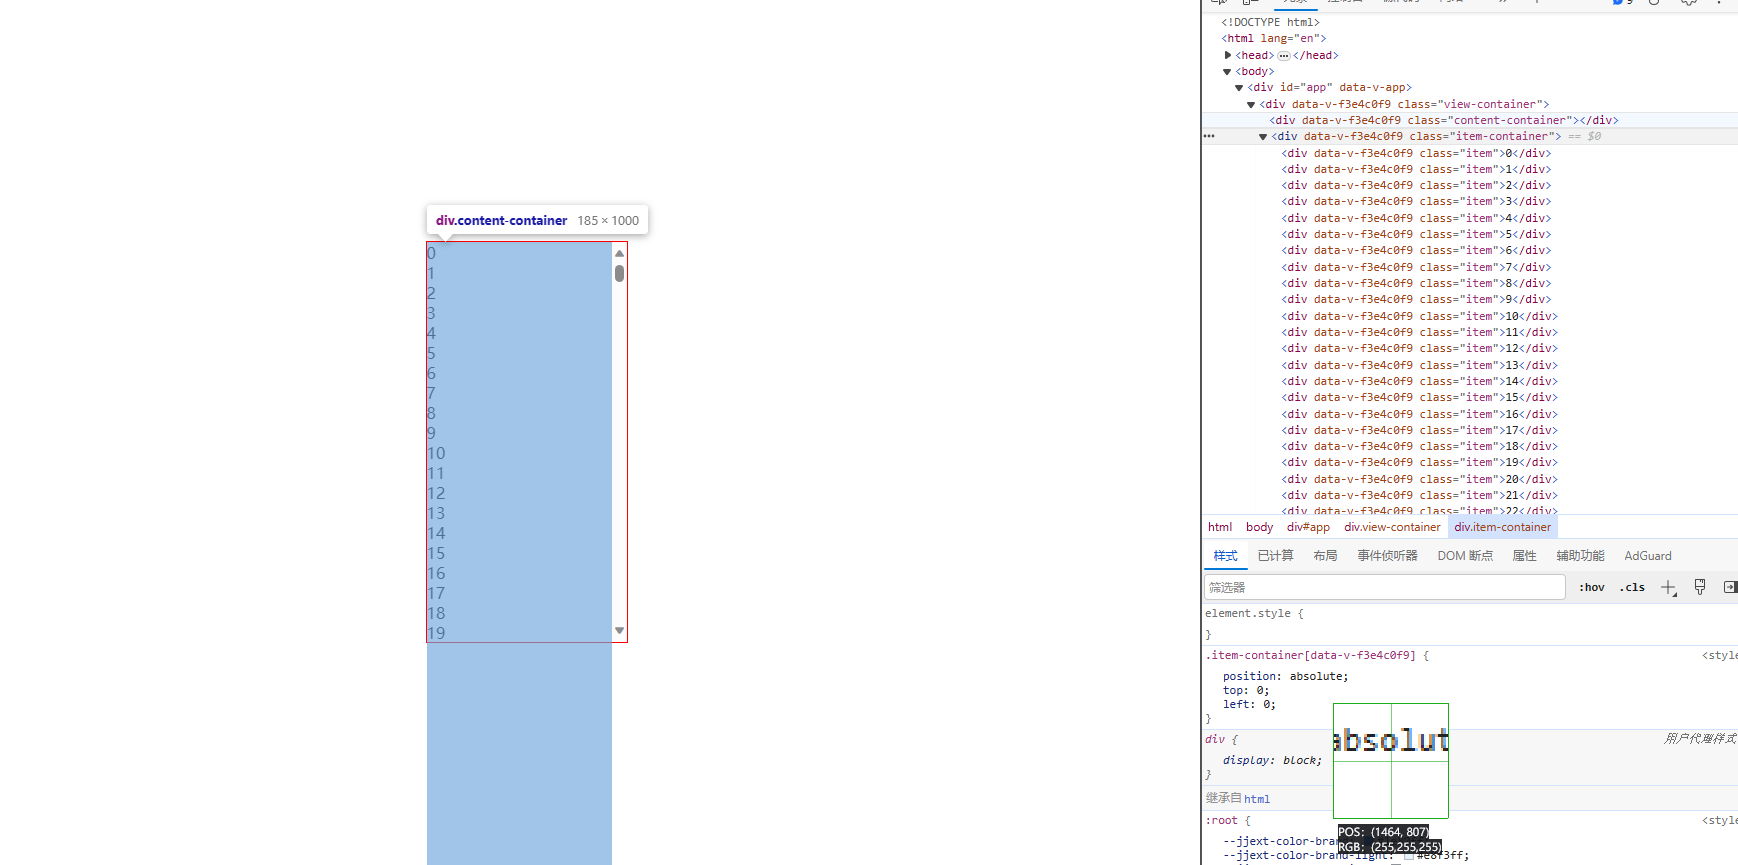 div.content-container 185 × 1000
0
1
2
3
4
5
6
7
8
9
10
11
12
13
14
15
16
17
18
19
<!DOCTYPE html>
<html lang="en">
<head> ••• </head>
<body>
<div id="app" data-v-app>
<div data-v-f3e4c0f9 class="view-container">
<div data-v-f3e4c0f9 class="content-container"></div>
••• <div data-v-f3e4c0f9 class="item-container"> == $0
<div data-v-f3e4c0f9 class="item">0</div>
<div data-v-f3e4c0f9 class="item">1</div>
<div data-v-f3e4c0f9 class="item">2</div>
<div data-v-f3e4c0f9 class="item">3</div>
<div data-v-f3e4c0f9 class="item">4</div>
<div data-v-f3e4c0f9 class="item">5</div>
<div data-v-f3e4c0f9 class="item">6</div>
<div data-v-f3e4c0f9 class="item">7</div>
<div data-v-f3e4c0f9 class="item">8</div>
<div data-v-f3e4c0f9 class="item">9</div>
<div data-v-f3e4c0f9 class="item">10</div>
<div data-v-f3e4c0f9 class="item">11</div>
<div data-v-f3e4c0f9 class="item">12</div>
<div data-v-f3e4c0f9 class="item">13</div>
<div data-v-f3e4c0f9 class="item">14</div>
<div data-v-f3e4c0f9 class="item">15</div>
<div data-v-f3e4c0f9 class="item">16</div>
<div data-v-f3e4c0f9 class="item">17</div>
<div data-v-f3e4c0f9 class="item">18</div>
<div data-v-f3e4c0f9 class="item">19</div>
<div data-v-f3e4c0f9 class="item">20</div>
<div data-v-f3e4c0f9 class="item">21</div>
<div data-v-f3e4c0f9 class="item">22</div>
html body div#app div.view-container div.item-container
样式 已计算 布局 事件侦听器 DOM 断点 属性 辅助功能 AdGuard
筛选器 :hov .cls
element.style {
}
.item-container[data-v-f3e4c0f9] { <style
position: absolute;
top: 0;
left: 0;
}
absolut
div { 用户代理样式
display: block;
}
继承自 html
:root { <style
--jjext-color-bra
--jjext-color-brand-light: #e8f3ff;
POS: (1464, 807)
RGB: (255,255,255)